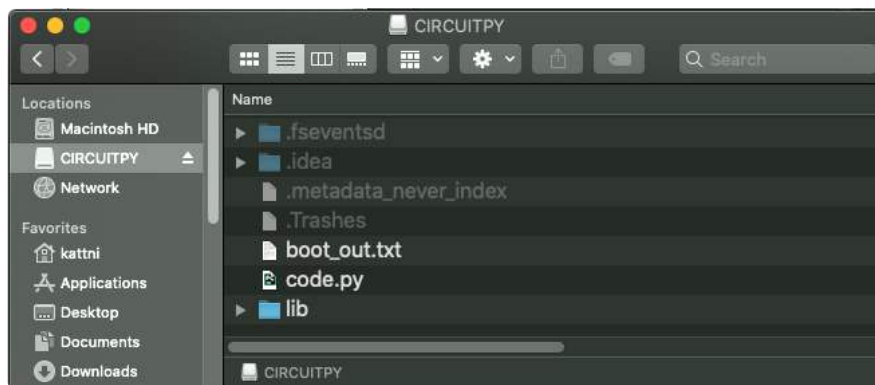 CIRCUITPY
Search
Locations
Macintosh HD
CIRCUITPY
Network
Favorites
kattni
Applications
Desktop
Documents
Downloads
Name
.fseventsd
.idea
.metadata_never_index
.Trashes
boot_out.txt
code.py
lib
CIRCUITPY